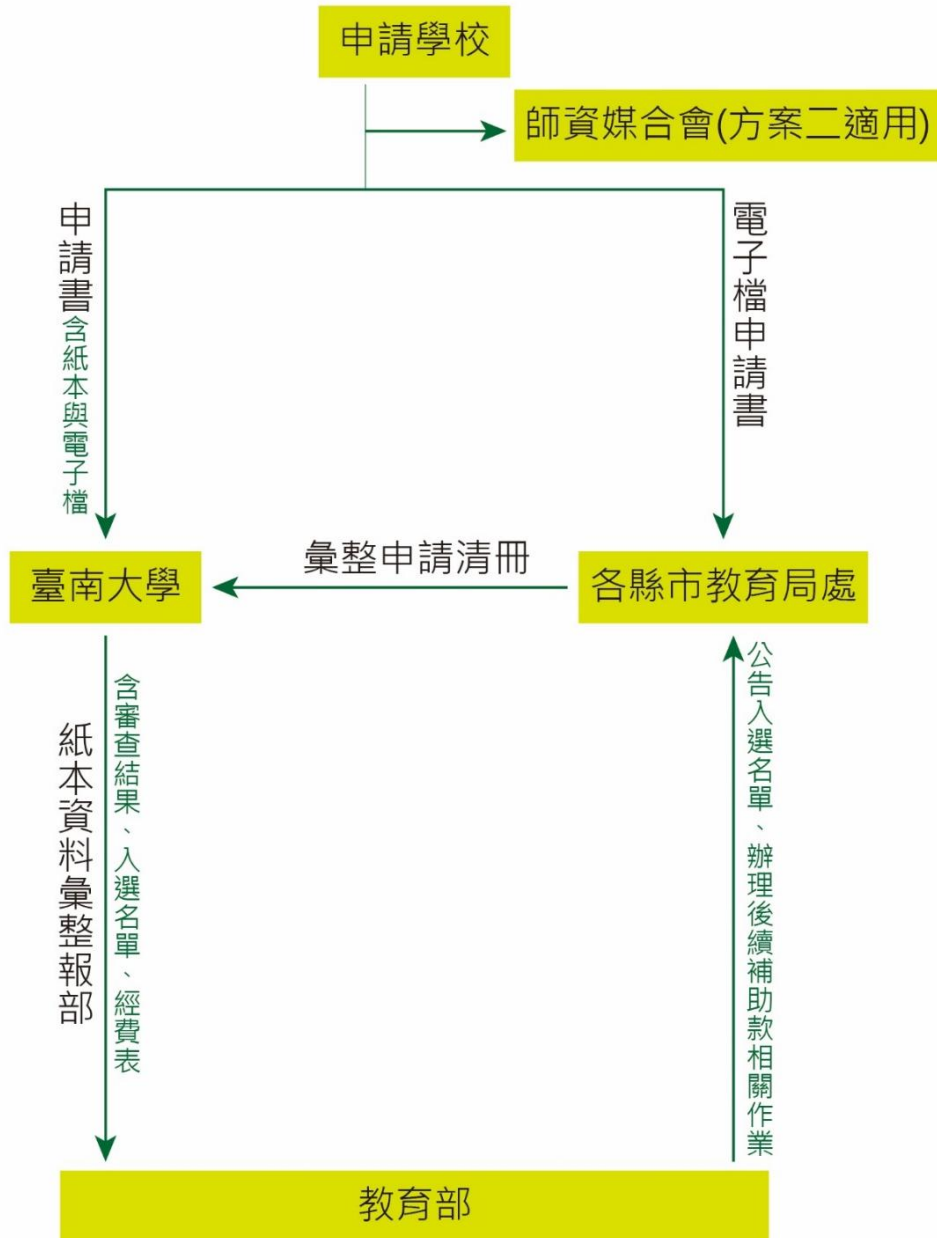 申請學校
師資媒合會(方案二適用)
申請書含紙本與電子檔
電子檔申請書
臺南大學
彙整申請清冊
各縣市教育局處
紙本資料彙整報部
含審查結果、入選名單、經費表
公告入選名單、辦理後續補助款相關作業
教育部